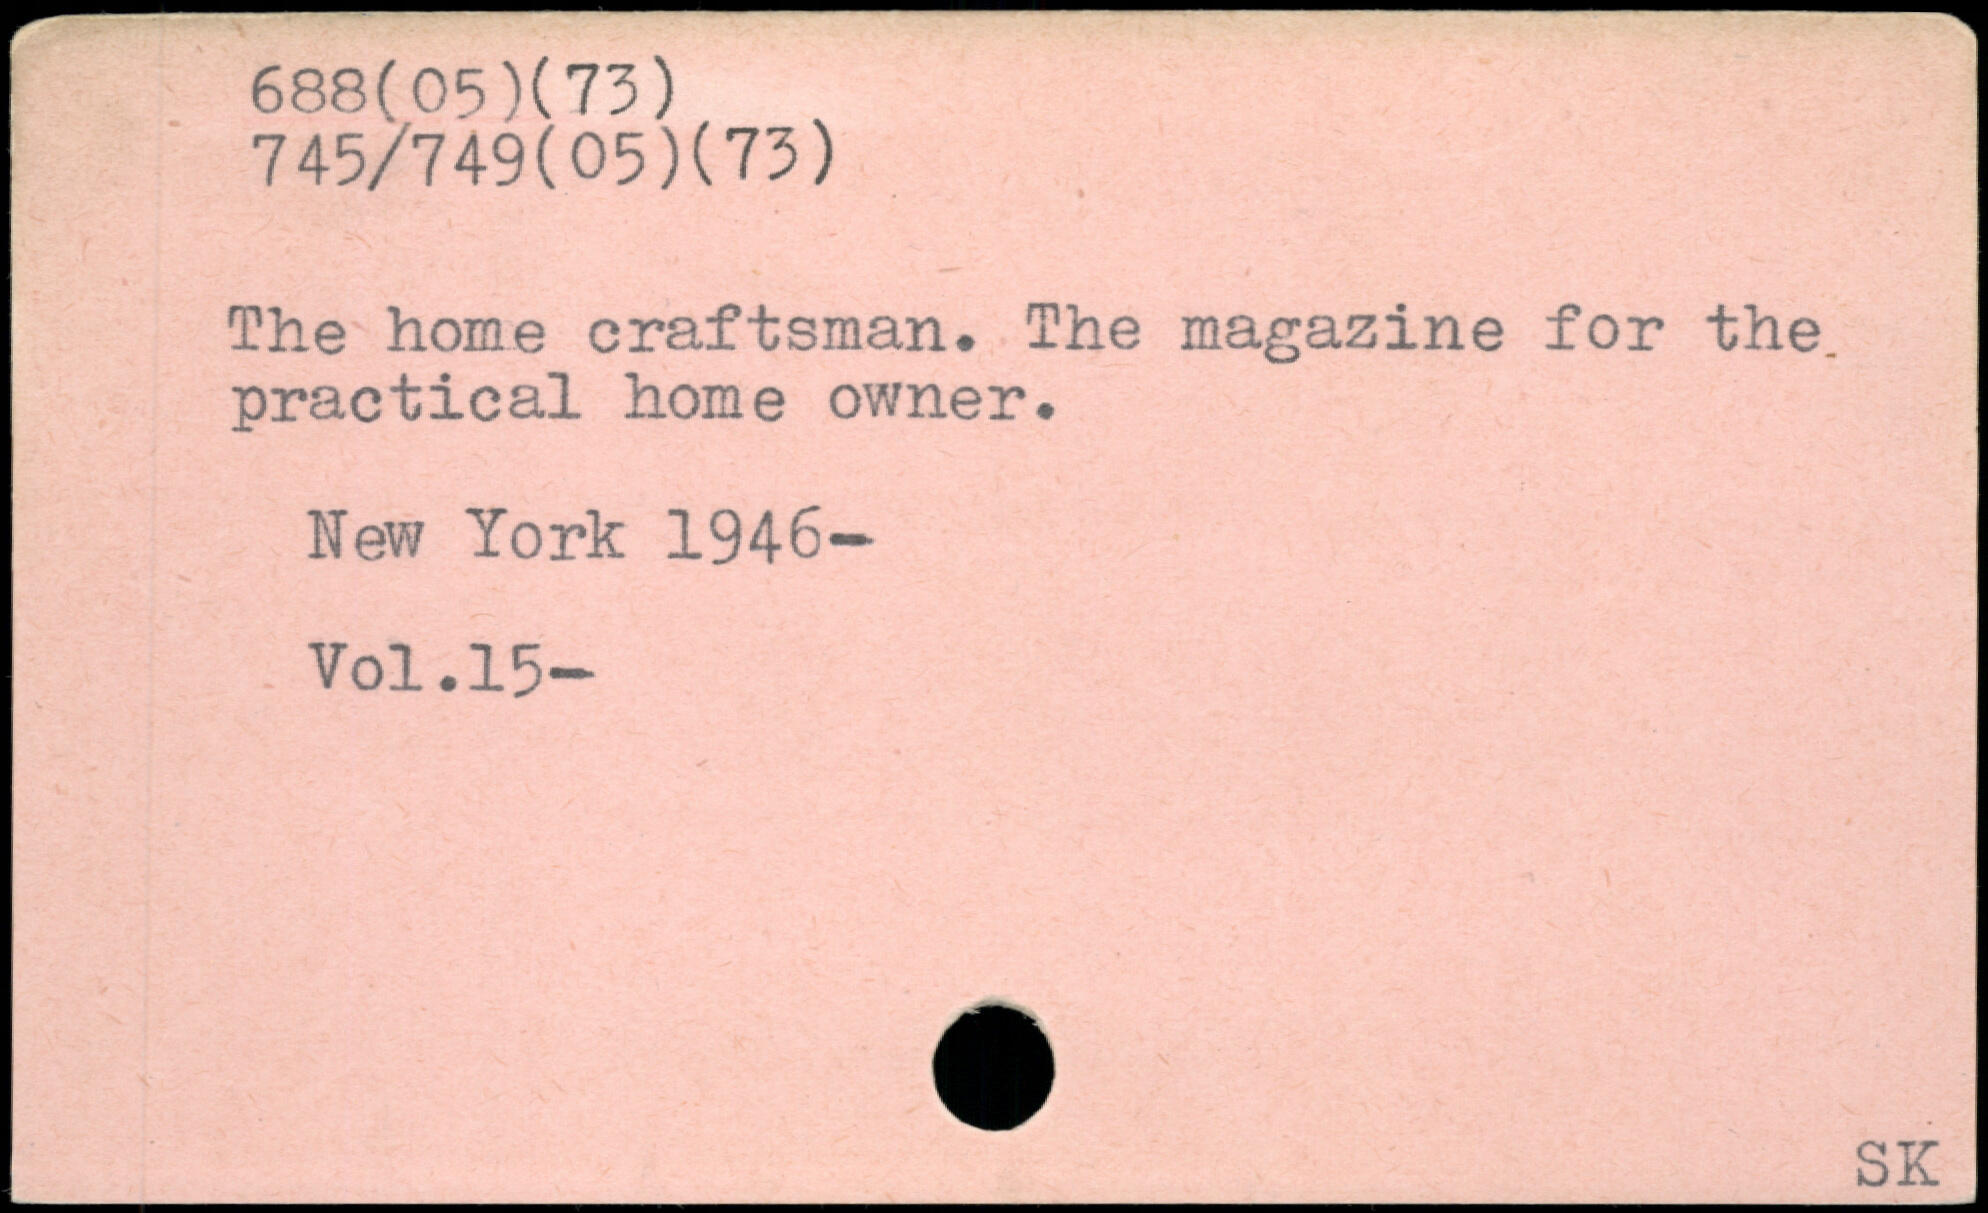 688(05)(73)
745/749(05)(73)
The home craftsman. The magazine for the
practical home owner.
New York 1946-
Vol.15-
SK